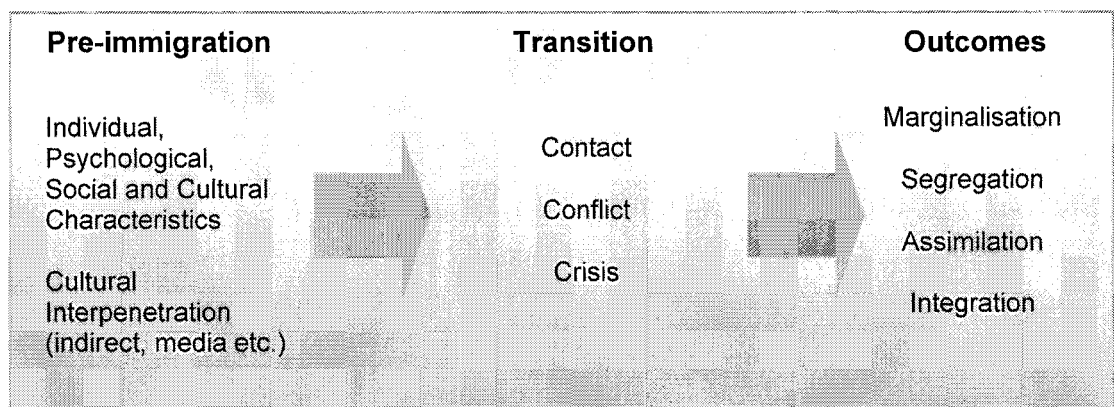 Pre-immigration
Individual,
Psychological,
Social and Cultural
Characteristics
Cultural
Interpenetration
(indirect, media etc.)
Transition
Contact
Conflict
Crisis
Outcomes
Marginalisation
Segregation
Assimilation
Integration